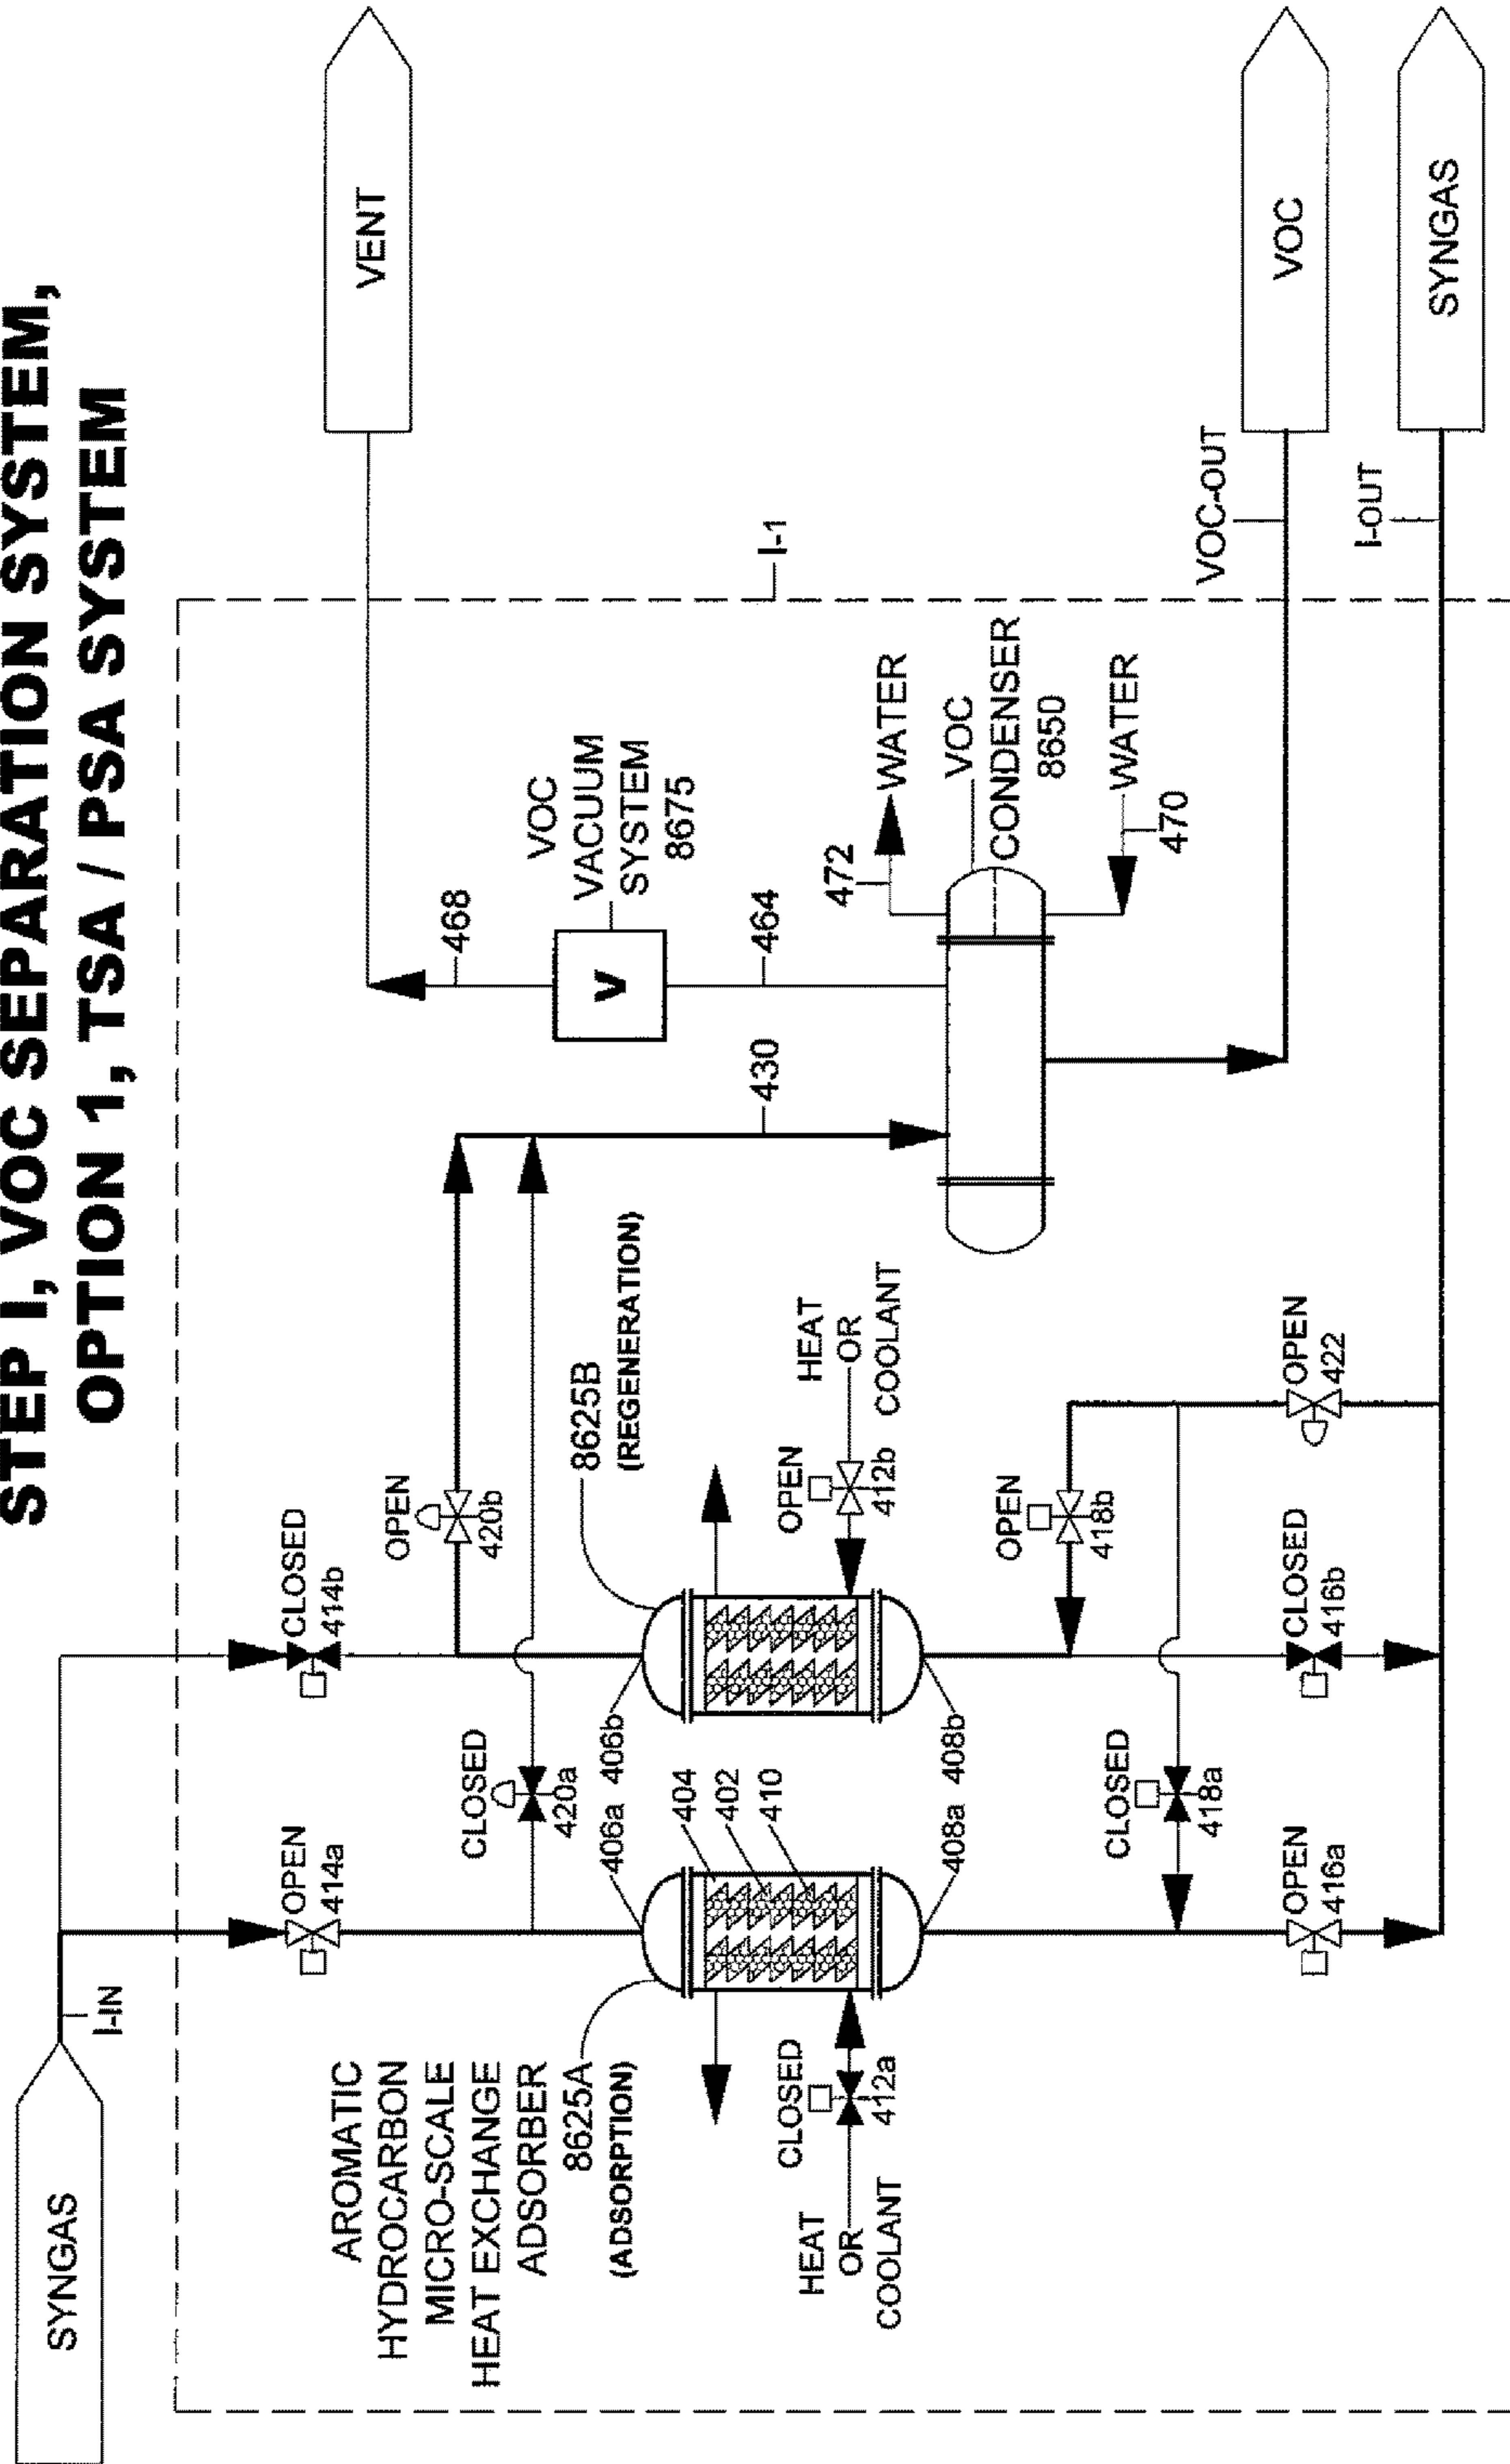 STEP I, VOC SEPARATION SYSTEM,
OPTION 1, TSA / PSA SYSTEM
SYNGAS
I-IN
VENT
OPEN
414a
CLOSED
414b
468
VOC
VACUUM
SYSTEM
8675
V
464
I-1
OPEN
420b
CLOSED
420a
430
AROMATIC
HYDROCARBON
MICRO-SCALE
HEAT EXCHANGE
ADSORBER
8625A
(ADSORPTION)
406a
406b
8625B
(REGENERATION)
404
402
410
408a
408b
CLOSED
412a
HEAT
OR
COOLANT
OPEN
412b
HEAT
OR
COOLANT
472
WATER
VOC
CONDENSER
8650
WATER
470
CLOSED
418a
OPEN
418b
OPEN
416a
CLOSED
416b
OPEN
422
VOC-OUT
VOC
I-OUT
SYNGAS